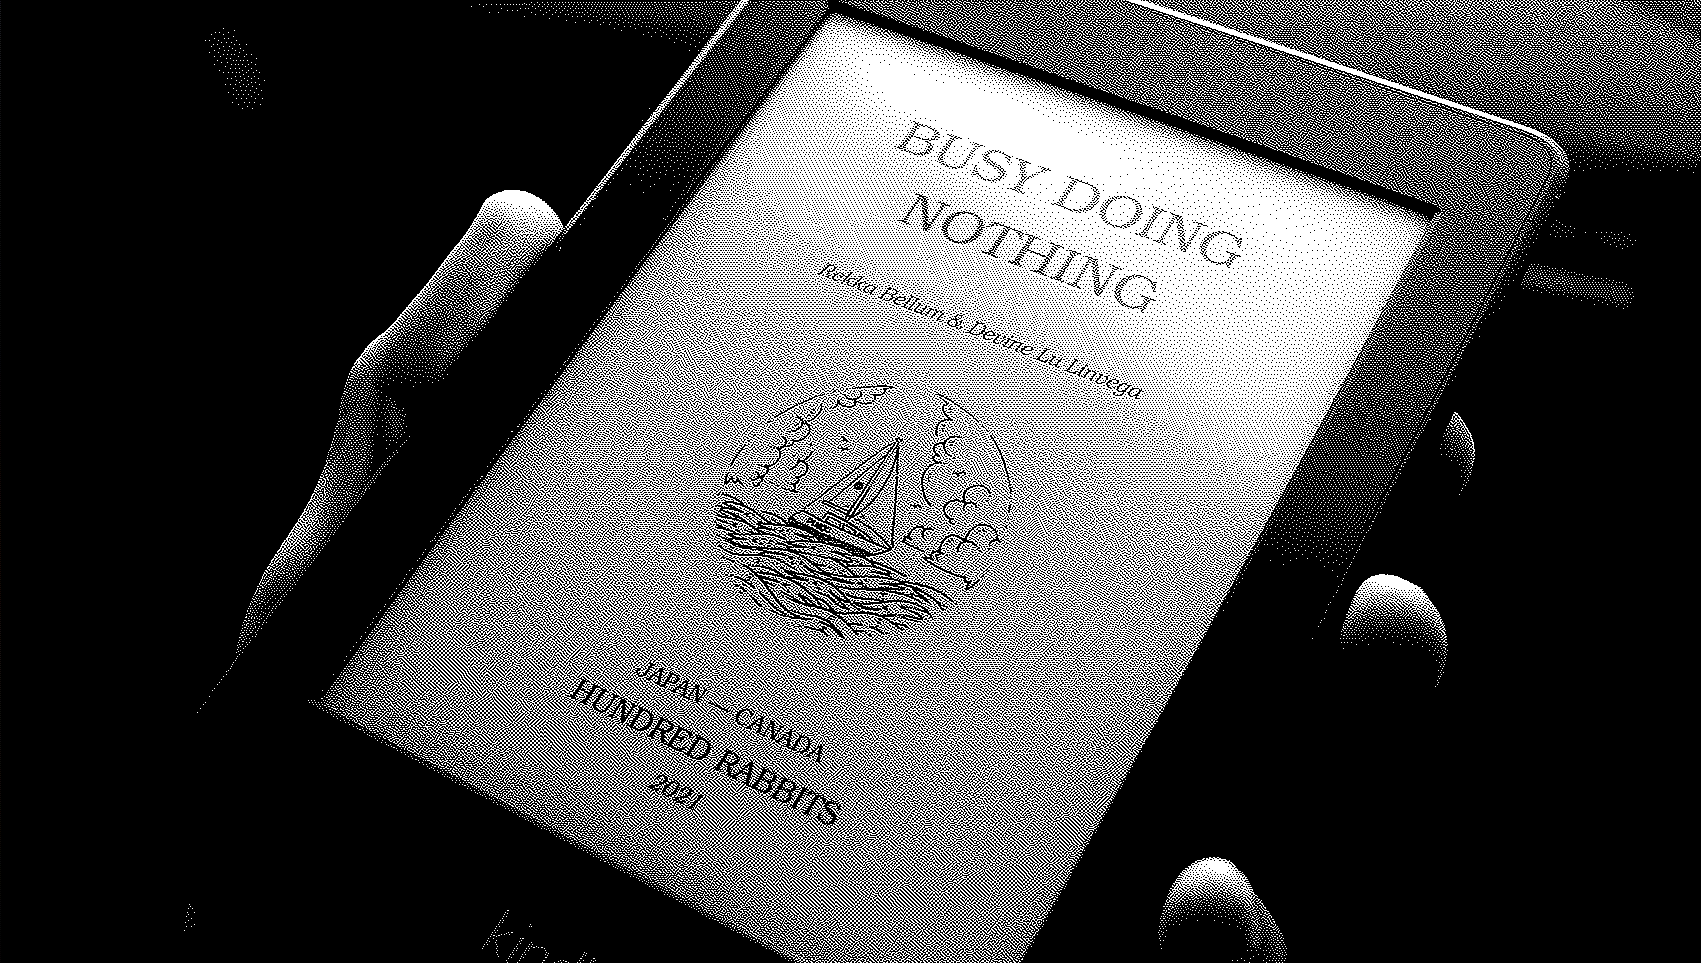 BUSY DOING
NOTHING
Rekka Bellum & Devine Lu Linvega
JAPAN — CANADA
HUNDRED RABBITS
2021